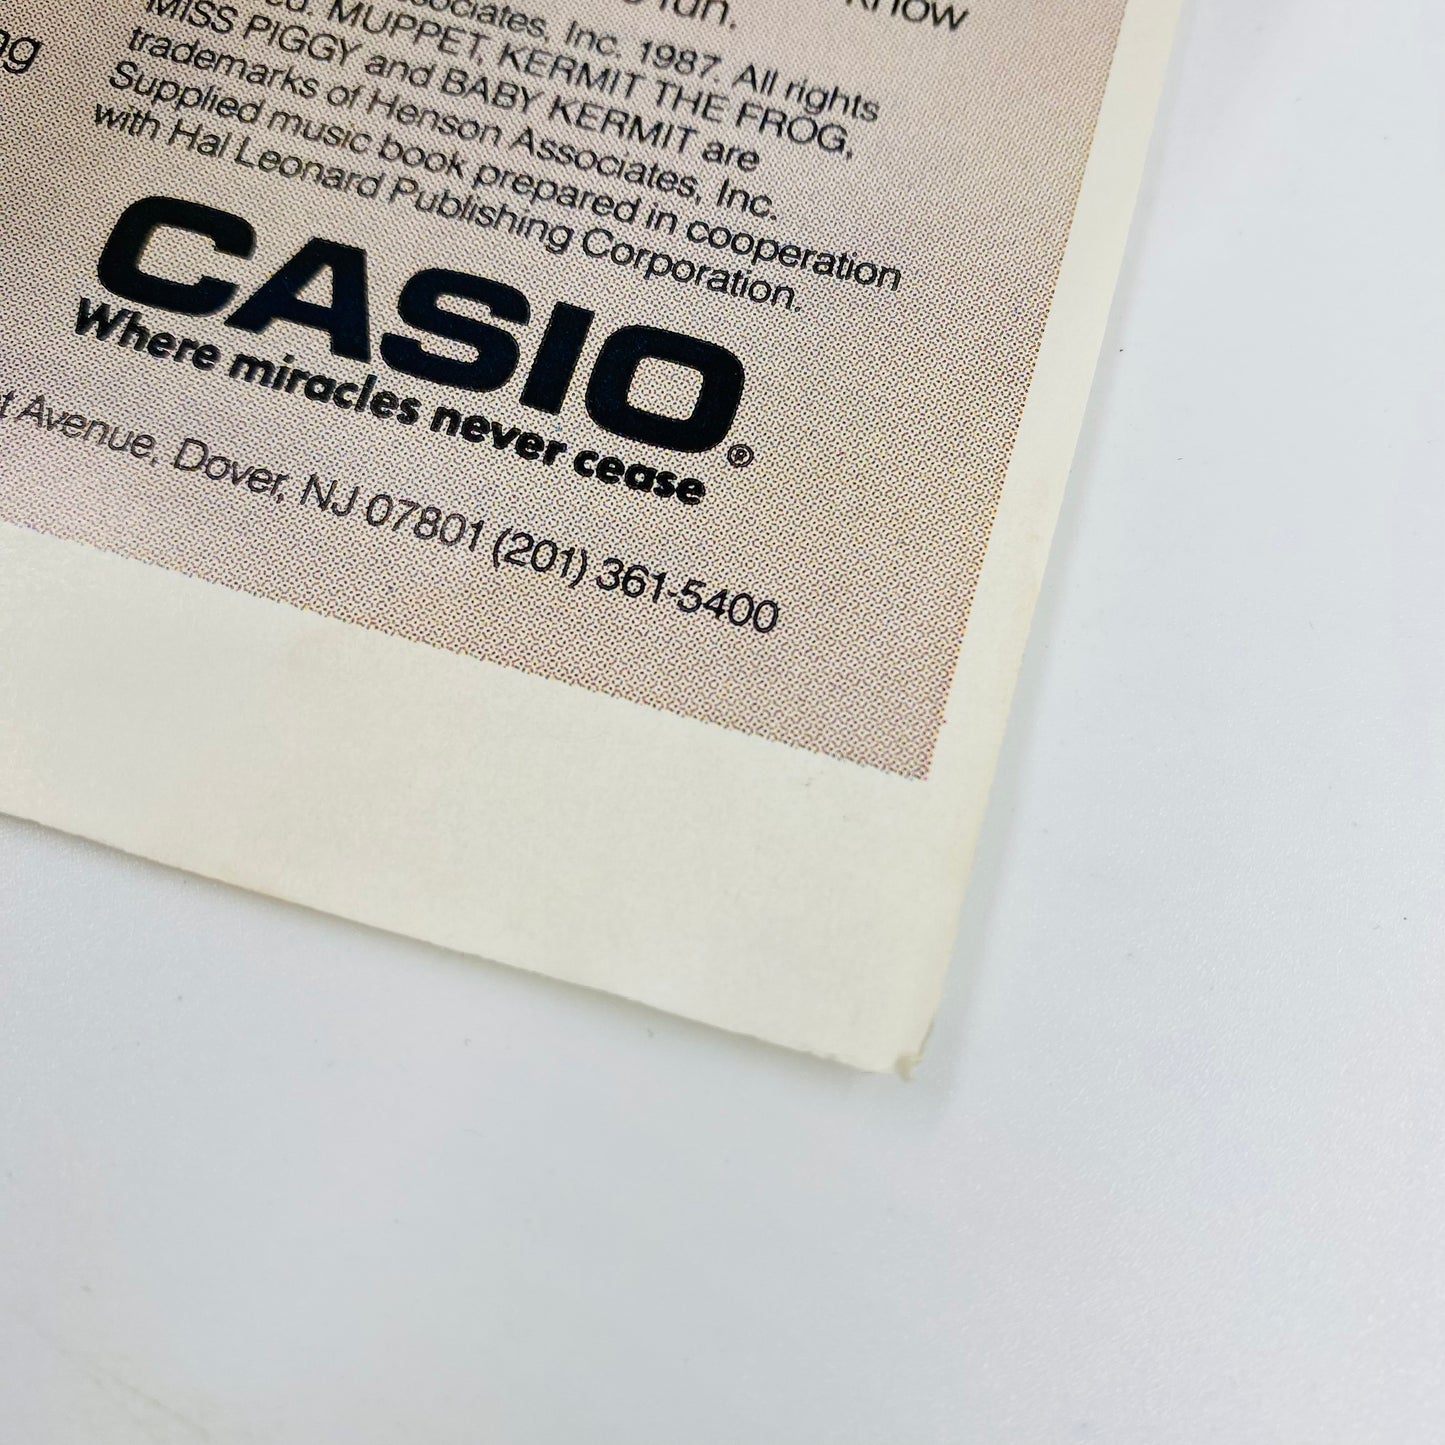 know
fun.
ociates, Inc. 1987. All rights
MUPPET, KERMIT THE FROG,
MISS PIGGY and BABY KERMIT are
trademarks of Henson Associates, Inc.
Supplied music book prepared in cooperation
with Hal Leonard Publishing Corporation.
CASIO®
Where miracles never cease
t Avenue, Dover, NJ 07801 (201) 361-5400